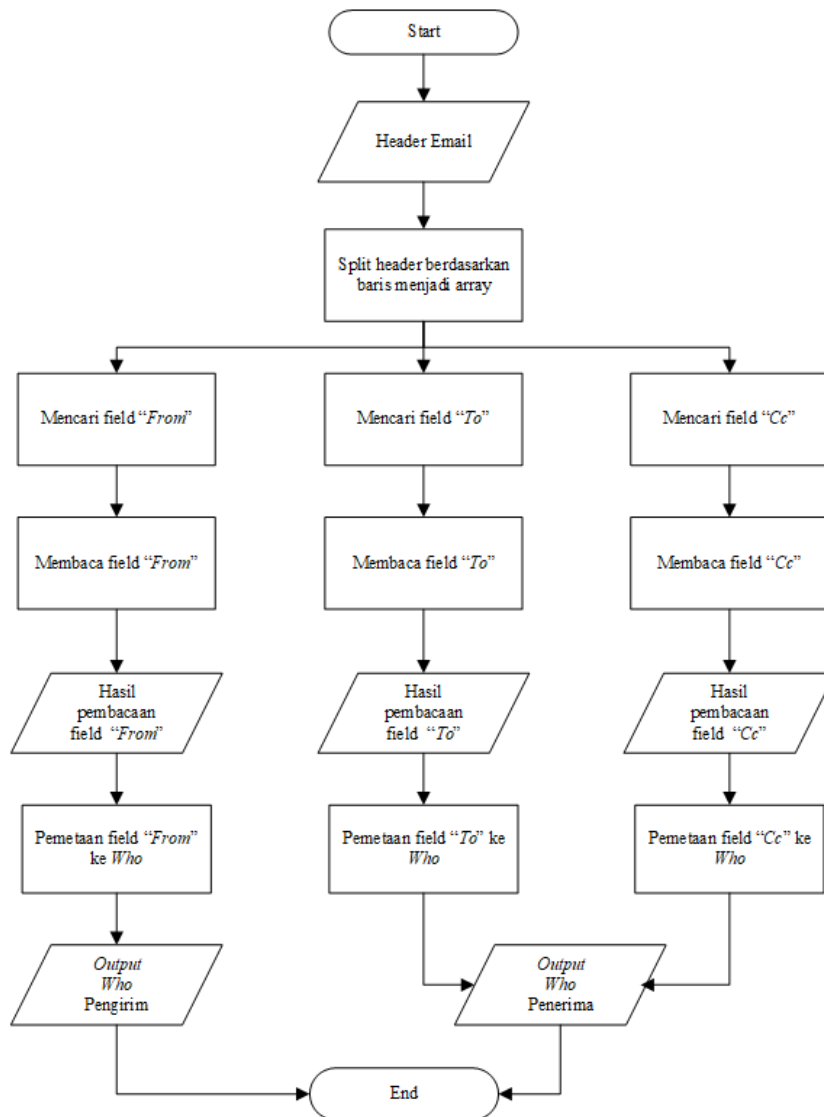 Start
Header Email
Split header berdasarkan
baris menjadi array
Mencari field “From”
Mencari field “To”
Mencari field “Cc”
Membaca field “From”
Membaca field “To”
Membaca field “Cc”
Hasil
pembacaan
field “From”
Hasil
pembacaan
field “To”
Hasil
pembacaan
field “Cc”
Pemetaan field “From”
ke Who
Pemetaan field “To” ke
Who
Pemetaan field “Cc” ke
Who
Output
Who
Pengirim
Output
Who
Penerima
End